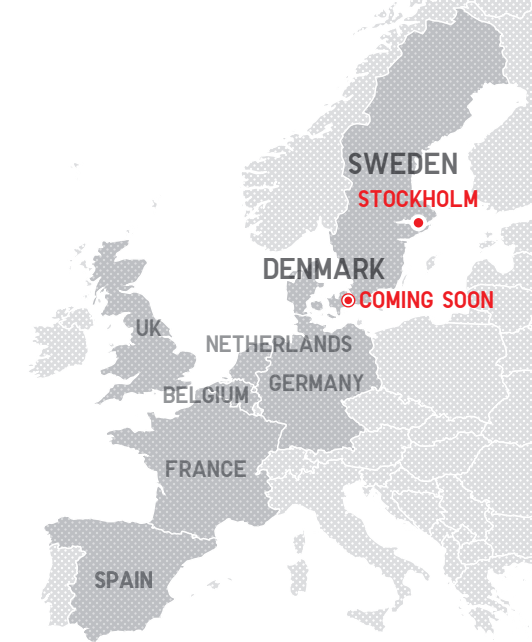 SWEDEN
STOCKHOLM
DENMARK
COMING SOON
UK
NETHERLANDS
GERMANY
BELGIUM
FRANCE
SPAIN